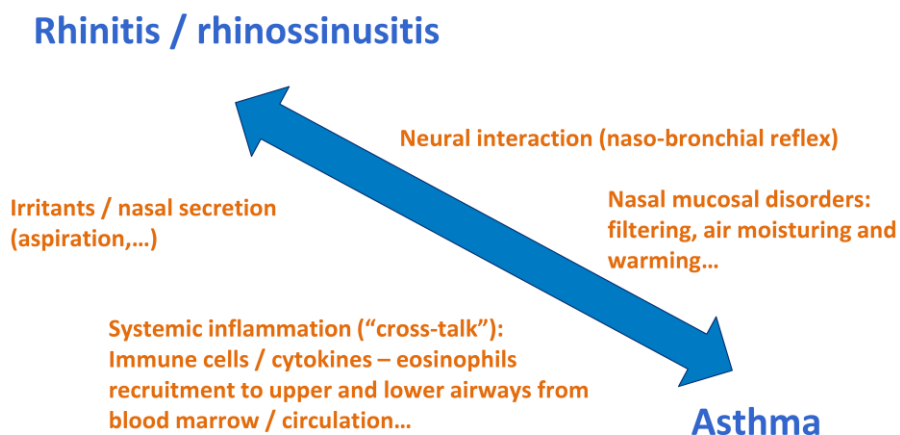 Rhinitis / rhinossinusitis
Neural interaction (naso-bronchial reflex)
Irritants / nasal secretion
(aspiration,…)
Nasal mucosal disorders:
filtering, air moisturing and
warming…
Systemic inflammation (“cross-talk”):
Immune cells / cytokines – eosinophils
recruitment to upper and lower airways from
blood marrow / circulation…
Asthma